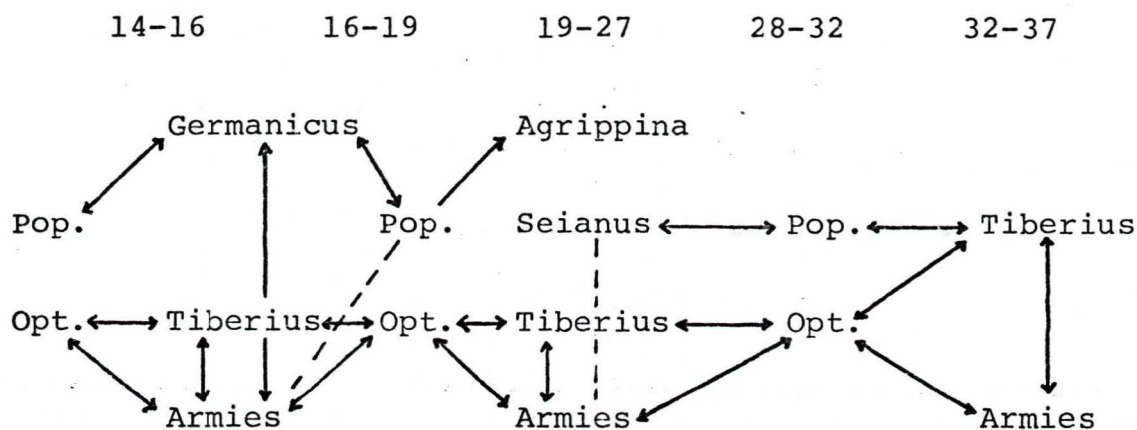 14-16 16-19 19-27 28-32 32-37
Germanicus Agrippina
Pop. Pop. Seianus Pop. Tiberius
Opt. Tiberius Opt. Tiberius Opt.
Armies Armies Armies